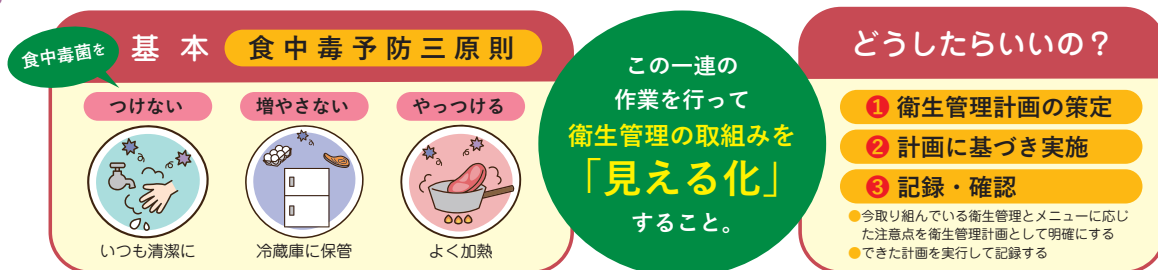 食中毒菌を
基本 食中毒予防三原則
つけない
いつも清潔に
増やさない
冷蔵庫に保管
やっつける
よく加熱
この一連の
作業を行って
衛生管理の取組みを
「見える化」
すること。
どうしたらいいの？
❶ 衛生管理計画の策定
❷ 計画に基づき実施
❸ 記録・確認
●今取り組んでいる衛生管理とメニューに応じ
た注意点を衛生管理計画として明確にする
●できた計画を実行して記録する